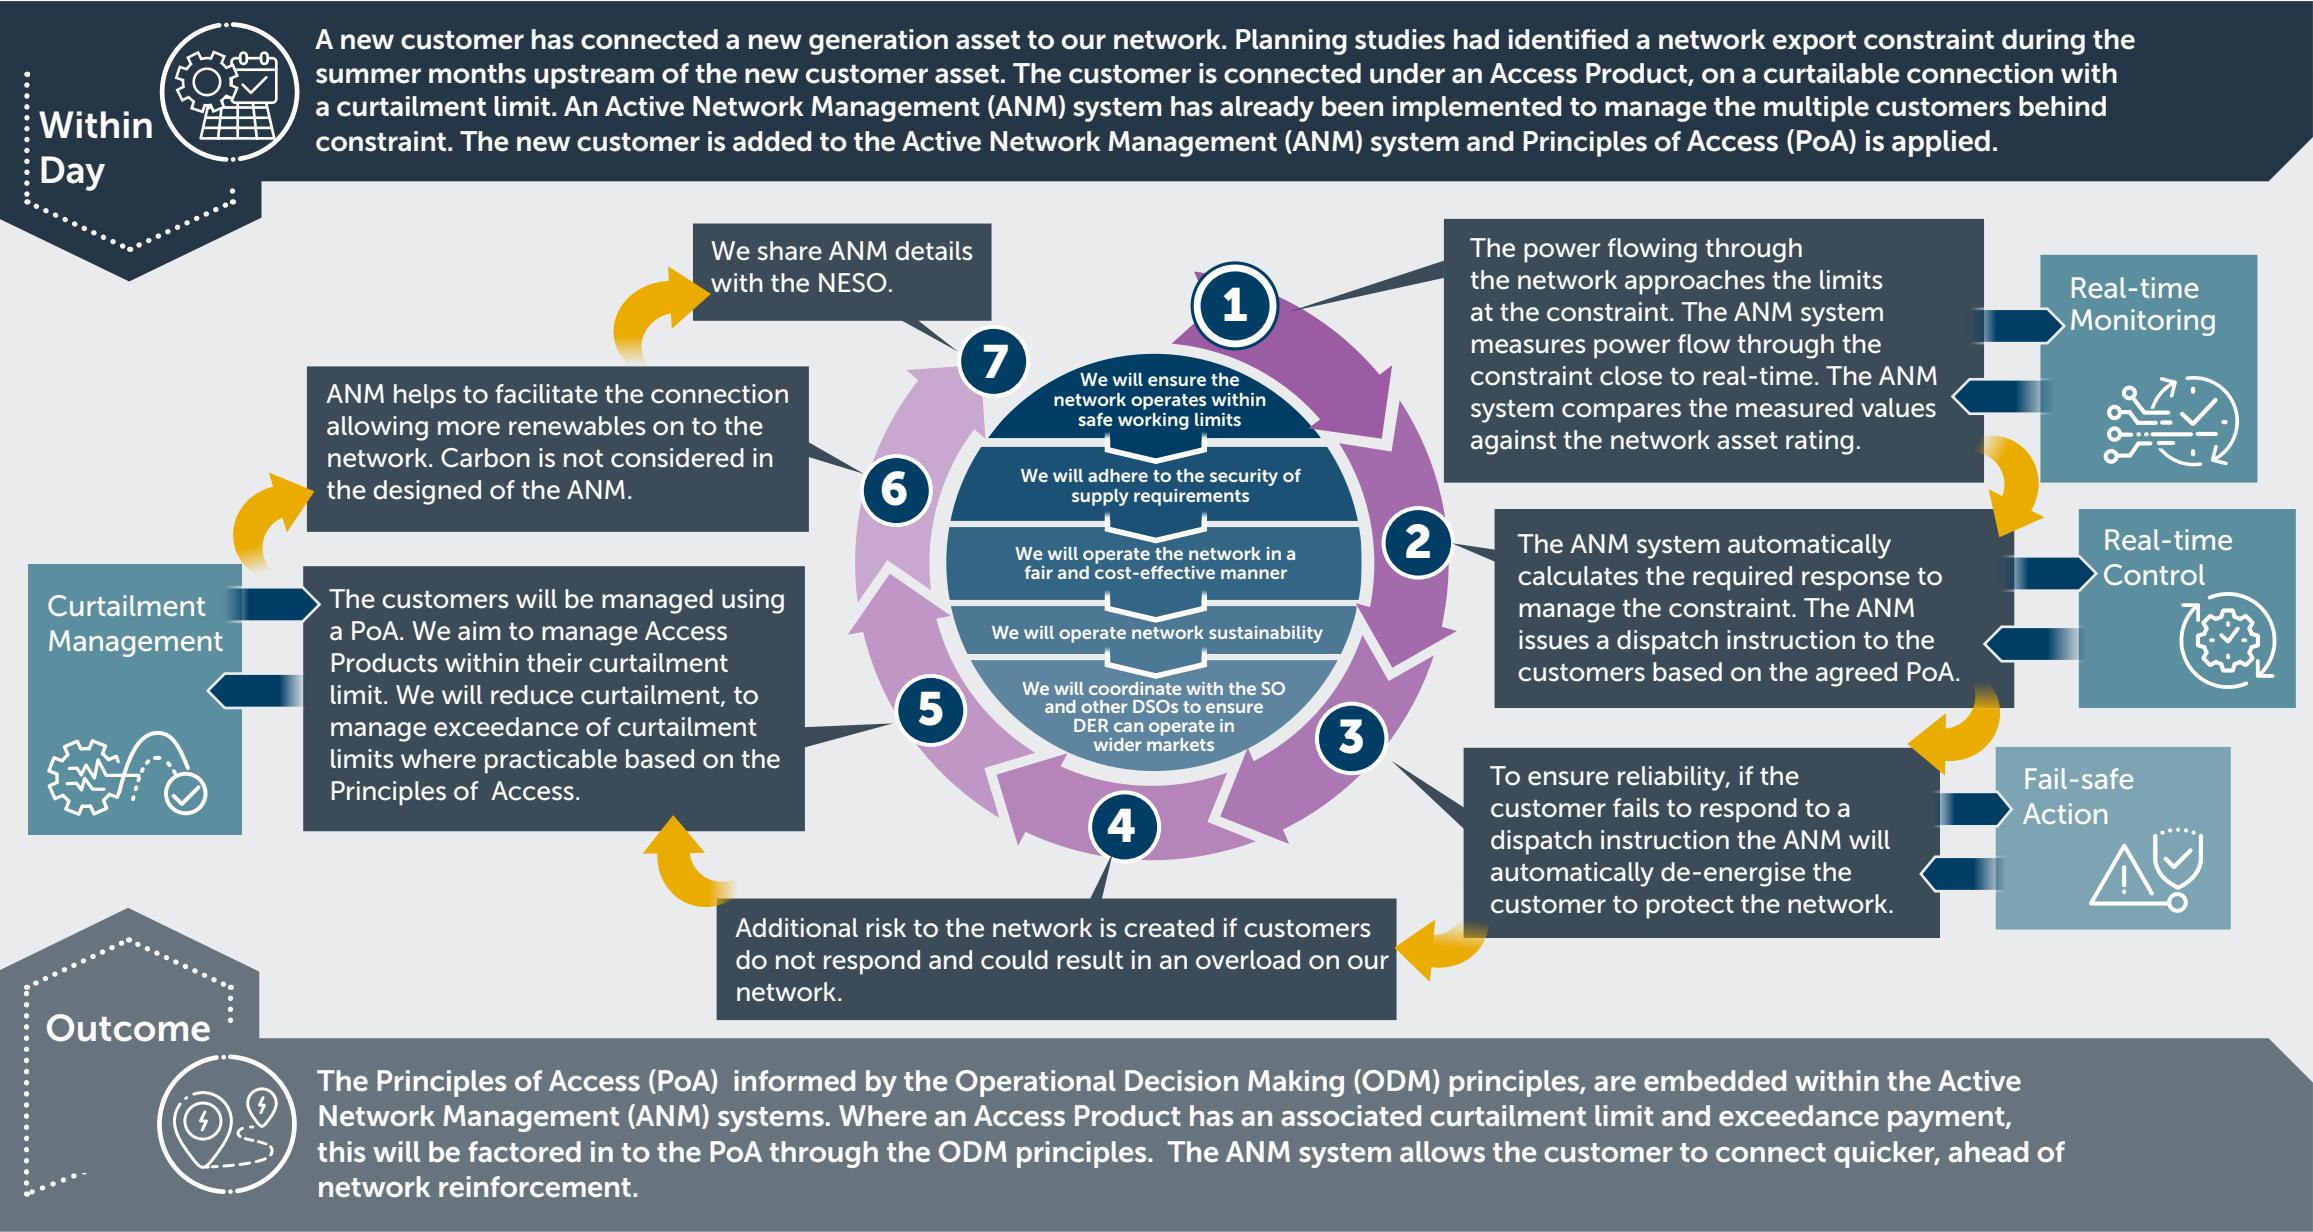 Within
Day
A new customer has connected a new generation asset to our network. Planning studies had identified a network export constraint during the
summer months upstream of the new customer asset. The customer is connected under an Access Product, on a curtailable connection with
a curtailment limit. An Active Network Management (ANM) system has already been implemented to manage the multiple customers behind
constraint. The new customer is added to the Active Network Management (ANM) system and Principles of Access (PoA) is applied.
1
The power flowing through
the network approaches the limits
at the constraint. The ANM system
measures power flow through the
constraint close to real-time. The ANM
system compares the measured values
against the network asset rating.
Real-time
Monitoring
2
The ANM system automatically
calculates the required response to
manage the constraint. The ANM
issues a dispatch instruction to the
customers based on the agreed PoA.
Real-time
Control
3
To ensure reliability, if the
customer fails to respond to a
dispatch instruction the ANM will
automatically de-energise the
customer to protect the network.
Fail-safe
Action
4
Additional risk to the network is created if customers
do not respond and could result in an overload on our
network.
5
The customers will be managed using
a PoA. We aim to manage Access
Products within their curtailment
limit. We will reduce curtailment, to
manage exceedance of curtailment
limits where practicable based on the
Principles of  Access.
Curtailment
Management
6
ANM helps to facilitate the connection
allowing more renewables on to the
network. Carbon is not considered in
the designed of the ANM.
7
We share ANM details
with the NESO.
We will ensure the
network operates within
safe working limits
We will adhere to the security of
supply requirements
We will operate the network in a
fair and cost-effective manner
We will operate network sustainability
We will coordinate with the SO
and other DSOs to ensure
DER can operate in
wider markets
Outcome
The Principles of Access (PoA)  informed by the Operational Decision Making (ODM) principles, are embedded within the Active
Network Management (ANM) systems. Where an Access Product has an associated curtailment limit and exceedance payment,
this will be factored in to the PoA through the ODM principles.  The ANM system allows the customer to connect quicker, ahead of
network reinforcement.